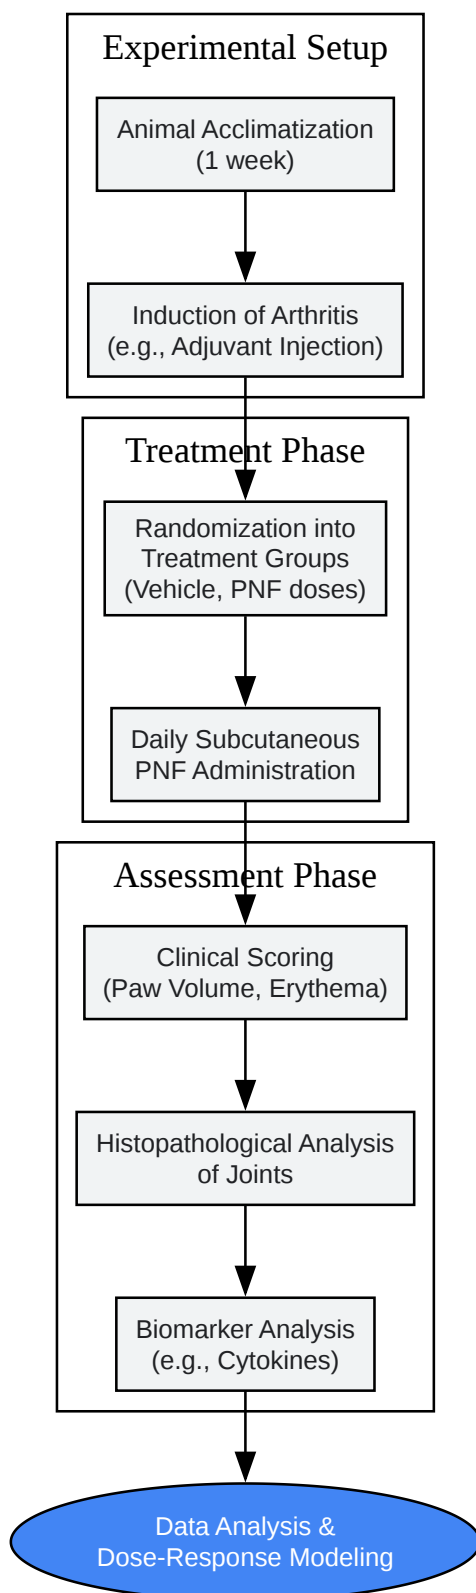 Experimental Setup
Animal Acclimatization
(1 week)
Induction of Arthritis
(e.g., Adjuvant Injection)
Treatment Phase
Randomization into
Treatment Groups
(Vehicle, PNF doses)
Daily Subcutaneous
PNF Administration
Assessment Phase
Clinical Scoring
(Paw Volume, Erythema)
Histopathological Analysis
of Joints
Biomarker Analysis
(e.g., Cytokines)
Data Analysis &
Dose-Response Modeling